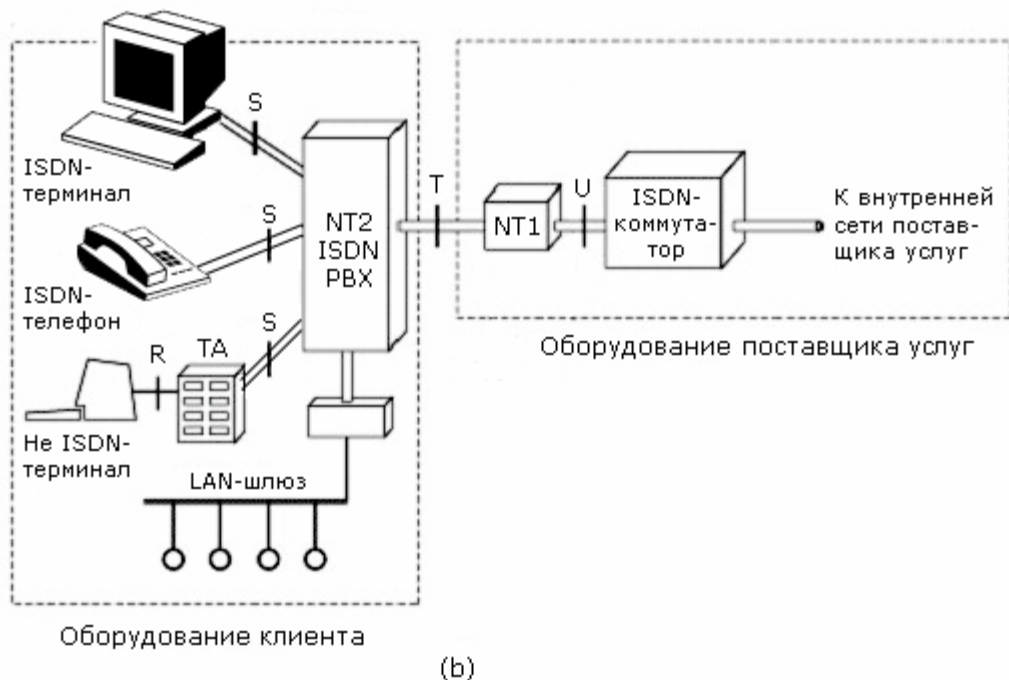 S
ISDN-
терминал
S
ISDN-
телефон
S
R
TA
Не ISDN-
терминал
NT2
ISDN
PBX
LAN-шлюз
Оборудование клиента
T
NT1
U
ISDN-
коммута-
тор
К внутренней
сети постав-
щика услуг
Оборудование поставщика услуг
(b)